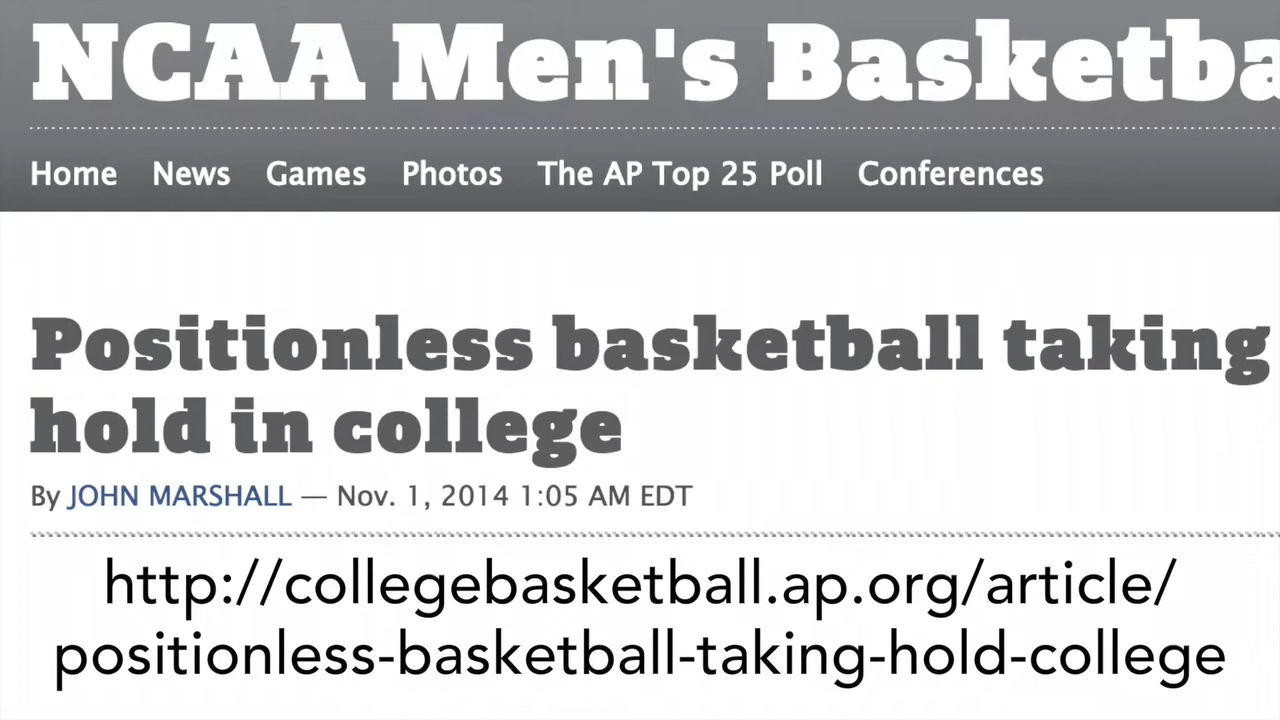 NCAA Men's Basketba
Home News Games Photos The AP Top 25 Poll Conferences
Positionless basketball taking
hold in college
By JOHN MARSHALL — Nov. 1, 2014 1:05 AM EDT
http://collegebasketball.ap.org/article/
positionless-basketball-taking-hold-college